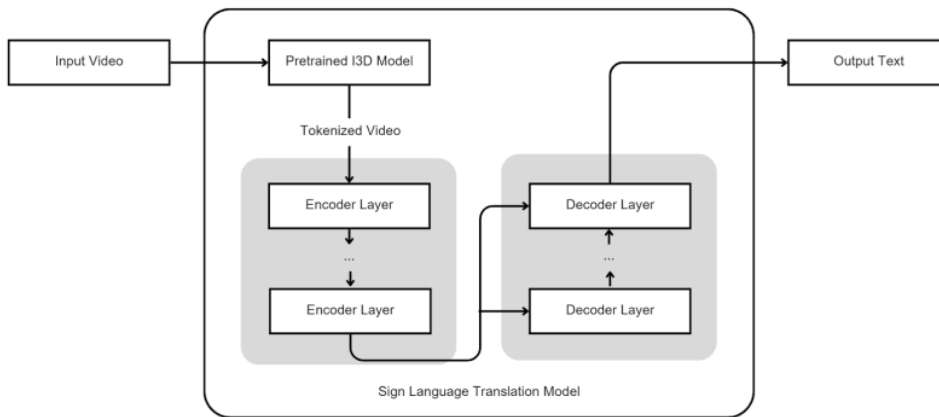 Input Video
Pretrained I3D Model
Output Text
Tokenized Video
Encoder Layer
Decoder Layer
...
...
Encoder Layer
Decoder Layer
Sign Language Translation Model